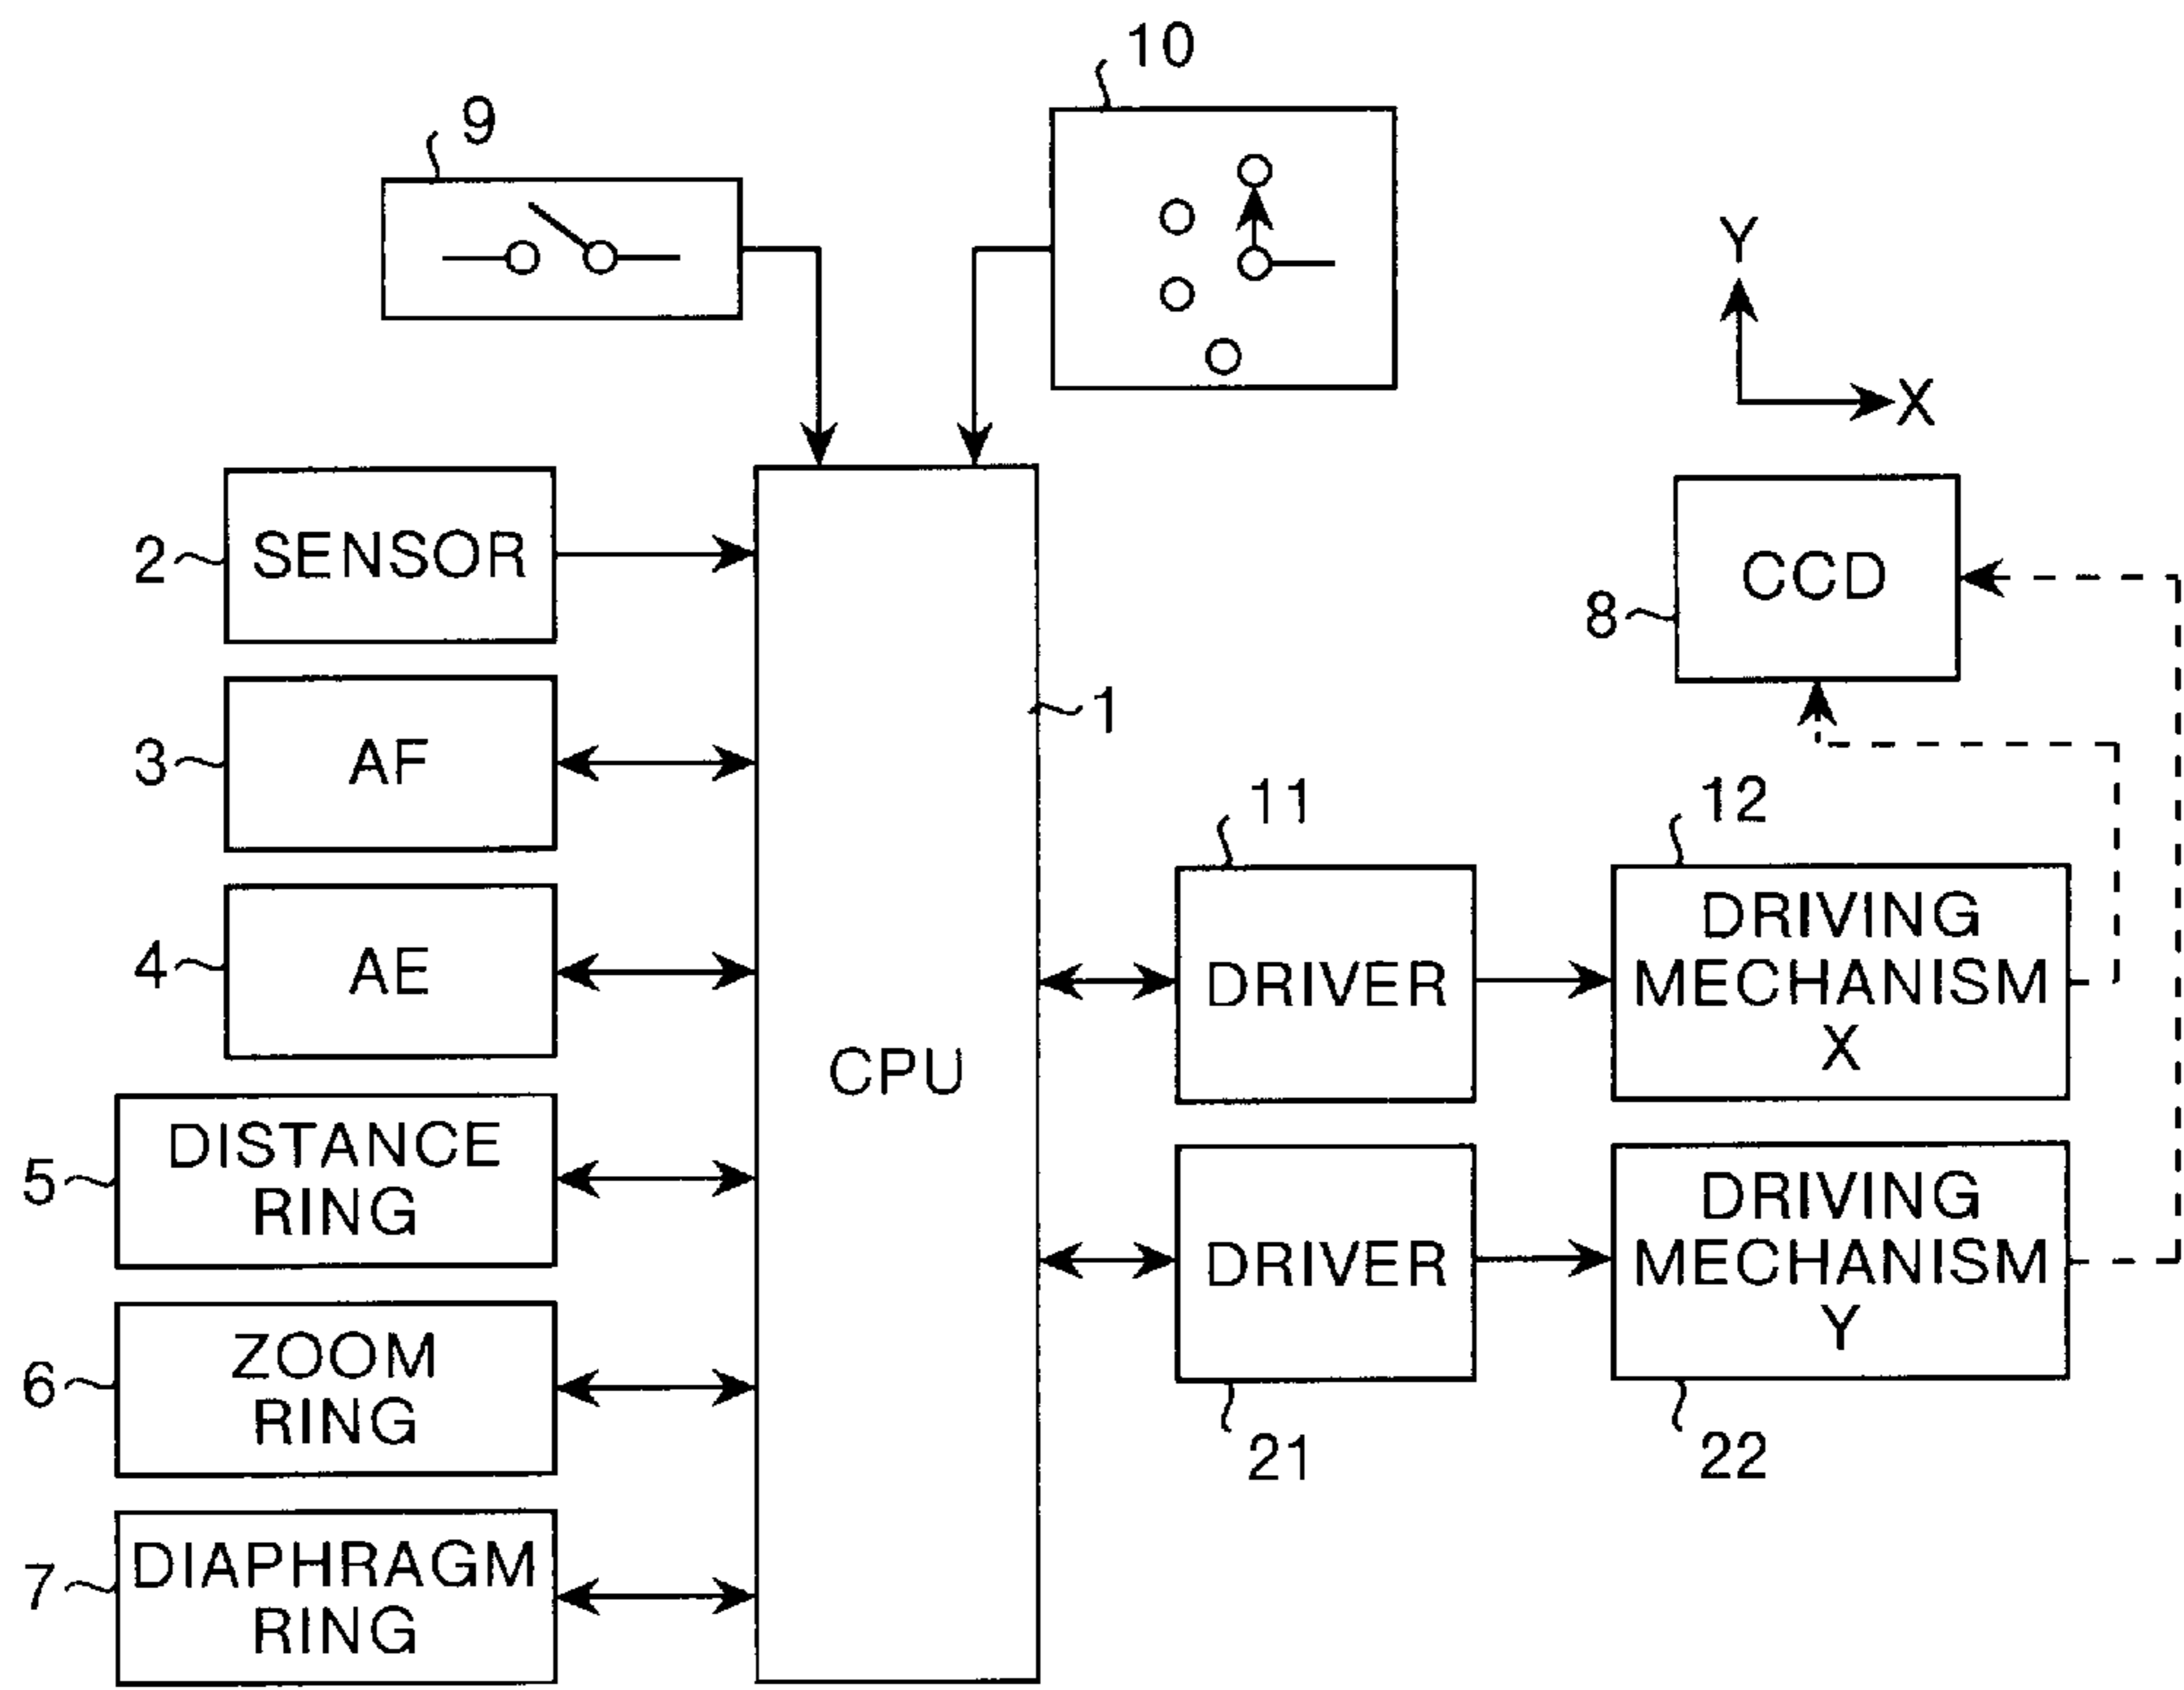 10
9
Y
X
2
SENSOR
CCD
8
3
AF
1
4
AE
11
12
DRIVER
DRIVING
MECHANISM
X
CPU
5
DISTANCE
RING
DRIVER
DRIVING
MECHANISM
Y
21
22
6
ZOOM
RING
7
DIAPHRAGM
RING